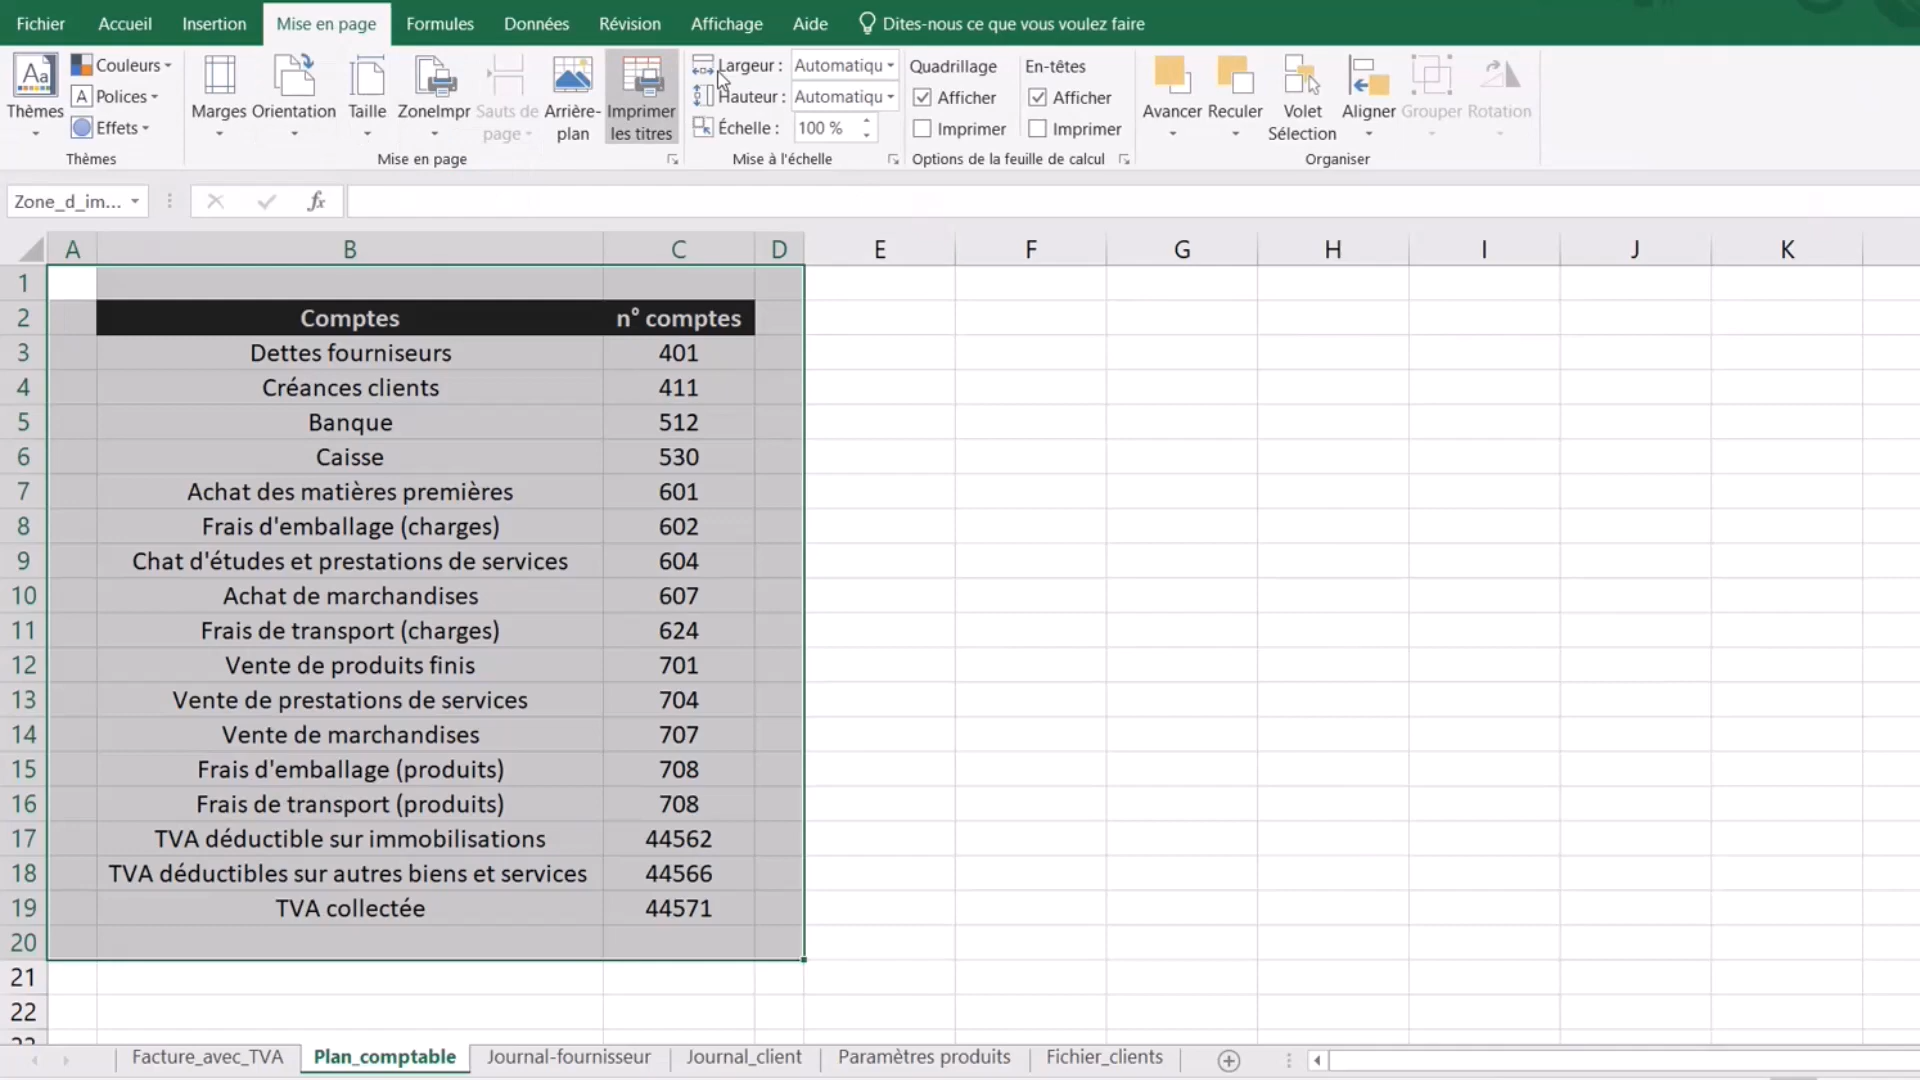 Fichier Accueil Insertion Mise en page Formules Données Révision Affichage Aide Dites-nous ce que vous voulez faire
Thèmes
Couleurs
Polices
Effets
Thèmes
Marges
Orientation
Taille
ZoneImpr
Sauts de page
Arrière-plan
Imprimer les titres
Mise en page
Largeur : Automatiqu
Hauteur : Automatiqu
Échelle : 100 %
Mise à l'échelle
Quadrillage
Afficher
Imprimer
En-têtes
Afficher
Imprimer
Options de la feuille de calcul
Avancer
Reculer
Volet Sélection
Aligner
Grouper
Rotation
Organiser
Zone_d_im... fx
A B C D E F G H I J K
1
2 Comptes n° comptes
3 Dettes fourniseurs 401
4 Créances clients 411
5 Banque 512
6 Caisse 530
7 Achat des matières premières 601
8 Frais d'emballage (charges) 602
9 Chat d'études et prestations de services 604
10 Achat de marchandises 607
11 Frais de transport (charges) 624
12 Vente de produits finis 701
13 Vente de prestations de services 704
14 Vente de marchandises 707
15 Frais d'emballage (produits) 708
16 Frais de transport (produits) 708
17 TVA déductible sur immobilisations 44562
18 TVA déductibles sur autres biens et services 44566
19 TVA collectée 44571
20
21
22
Facture_avec_TVA Plan_comptable Journal-fournisseur Journal_client Paramètres produits Fichier_clients